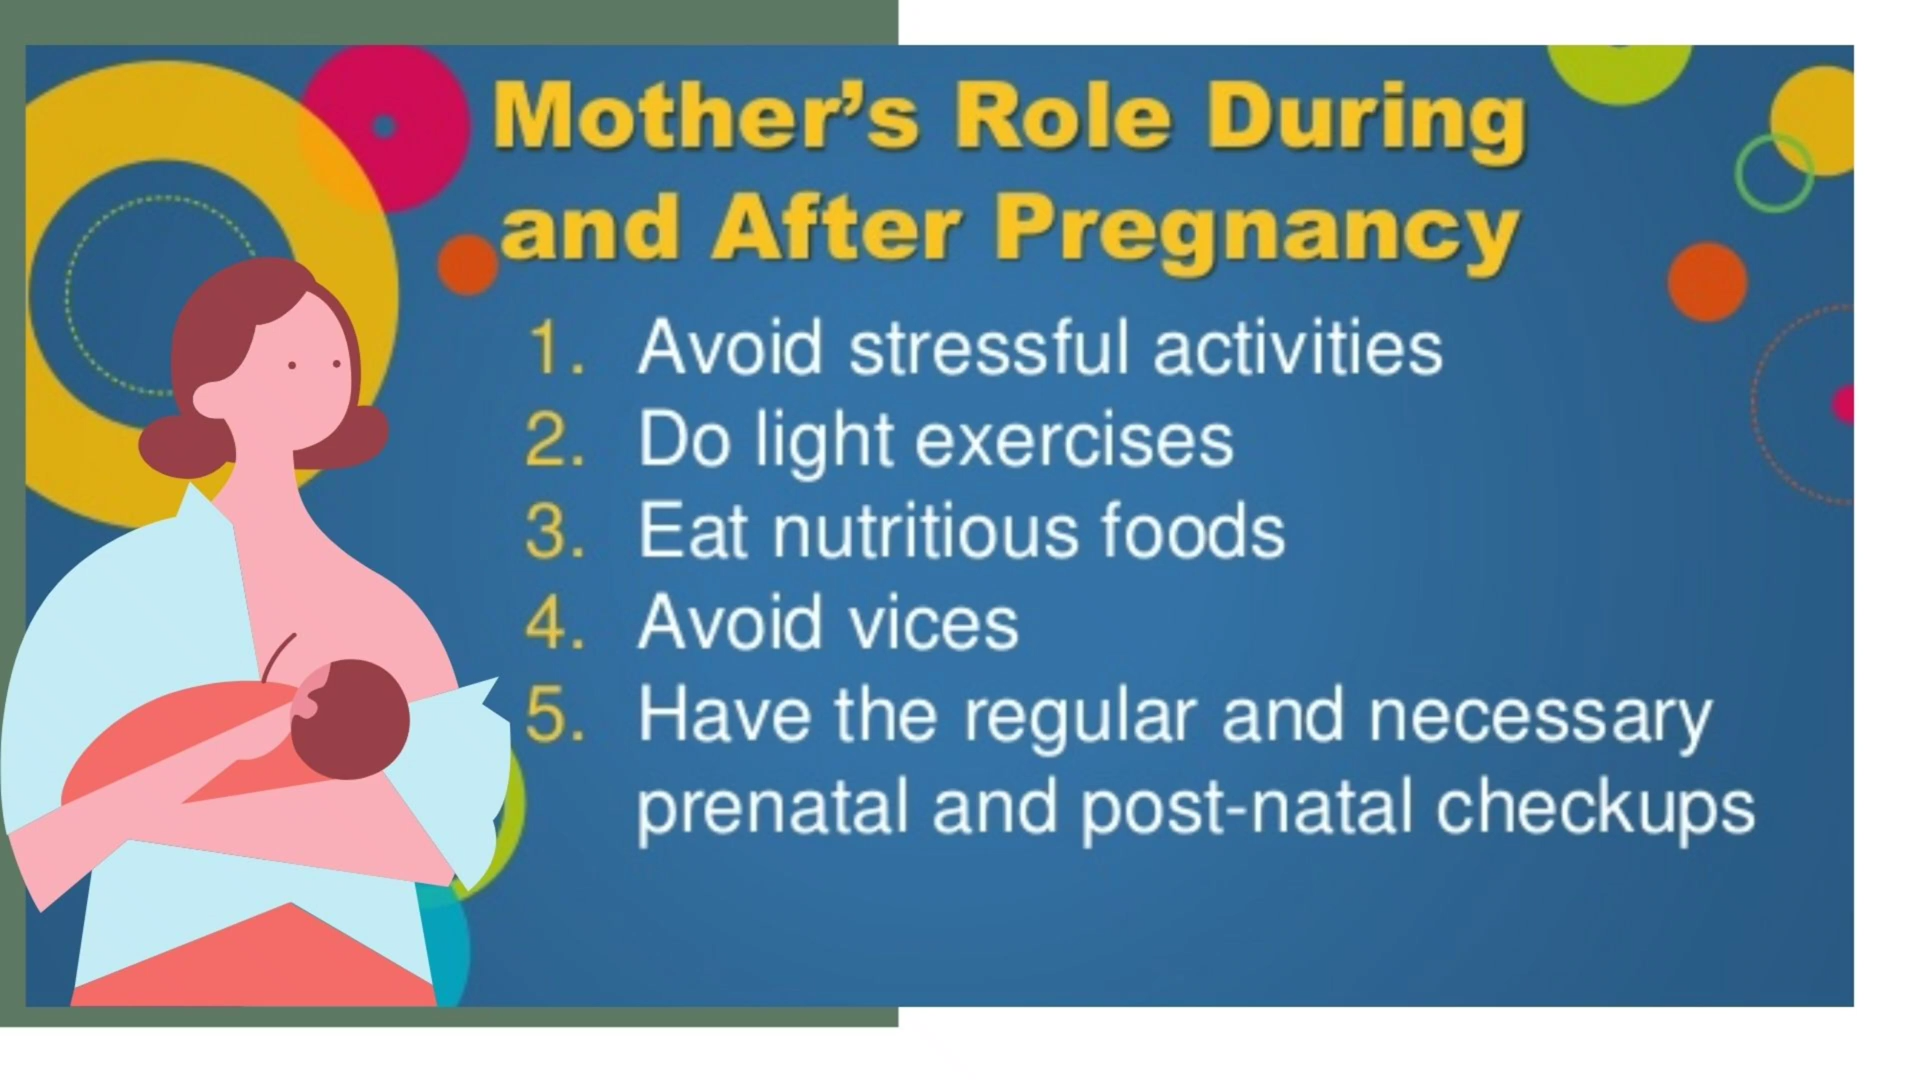 Mother’s Role During
and After Pregnancy
1. Avoid stressful activities
2. Do light exercises
3. Eat nutritious foods
4. Avoid vices
5. Have the regular and necessary
prenatal and post-natal checkups